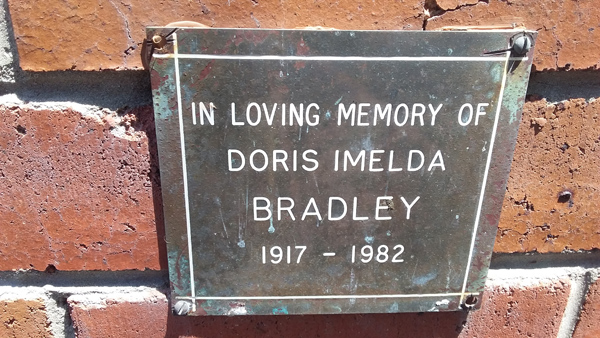 IN LOVING MEMORY OF
DORIS IMELDA
BRADLEY
1917 - 1982